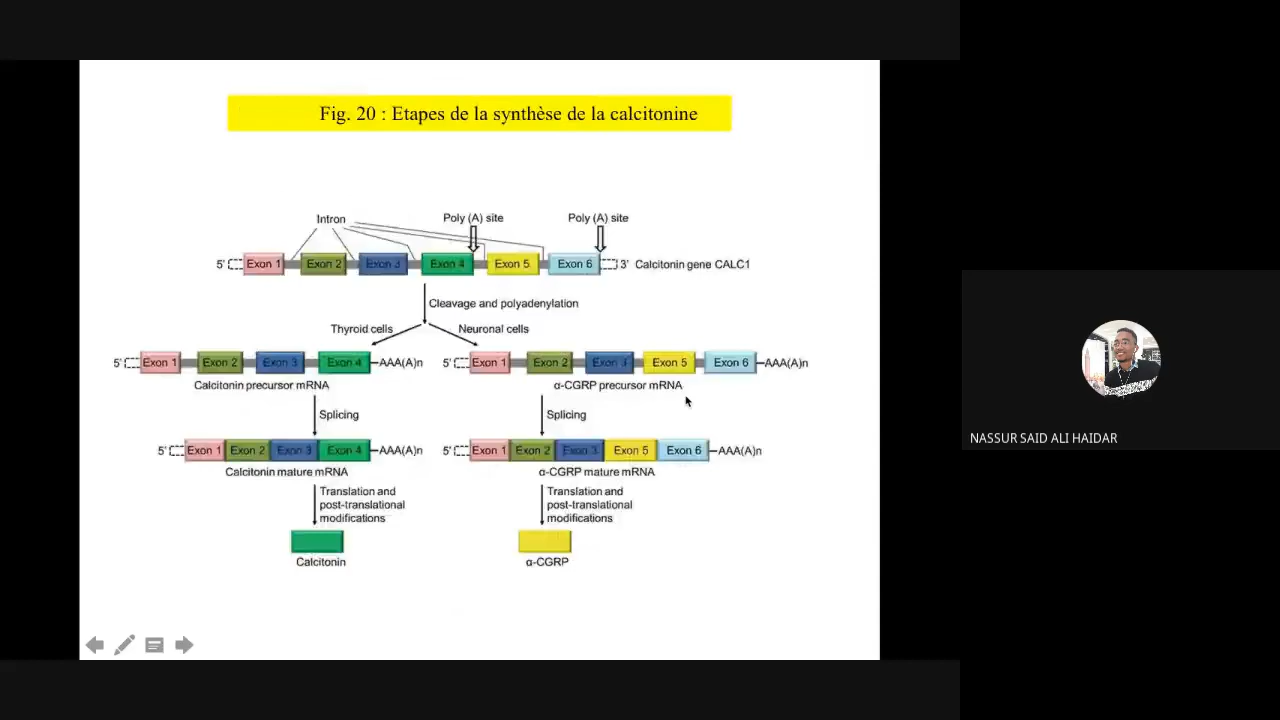 Fig. 20 : Etapes de la synthèse de la calcitonine
Intron
Poly (A) site
Poly (A) site
5' Exon 1 Exon 2 Exon 3 Exon 4 Exon 5 Exon 6 3' Calcitonin gene CALC1
Cleavage and polyadenylation
Thyroid cells
Neuronal cells
5' Exon 1 Exon 2 Exon 3 Exon 4 AAA(A)n
5' Exon 1 Exon 2 Exon 3 Exon 5 Exon 6 AAA(A)n
Calcitonin precursor mRNA
α-CGRP precursor mRNA
Splicing
Splicing
5' Exon 1 Exon 2 Exon 3 Exon 4 AAA(A)n
5' Exon 1 Exon 2 Exon 3 Exon 5 Exon 6 AAA(A)n
Calcitonin mature mRNA
α-CGRP mature mRNA
Translation and
post-translational
modifications
Translation and
post-translational
modifications
Calcitonin
α-CGRP
NASSUR SAID ALI HAIDAR